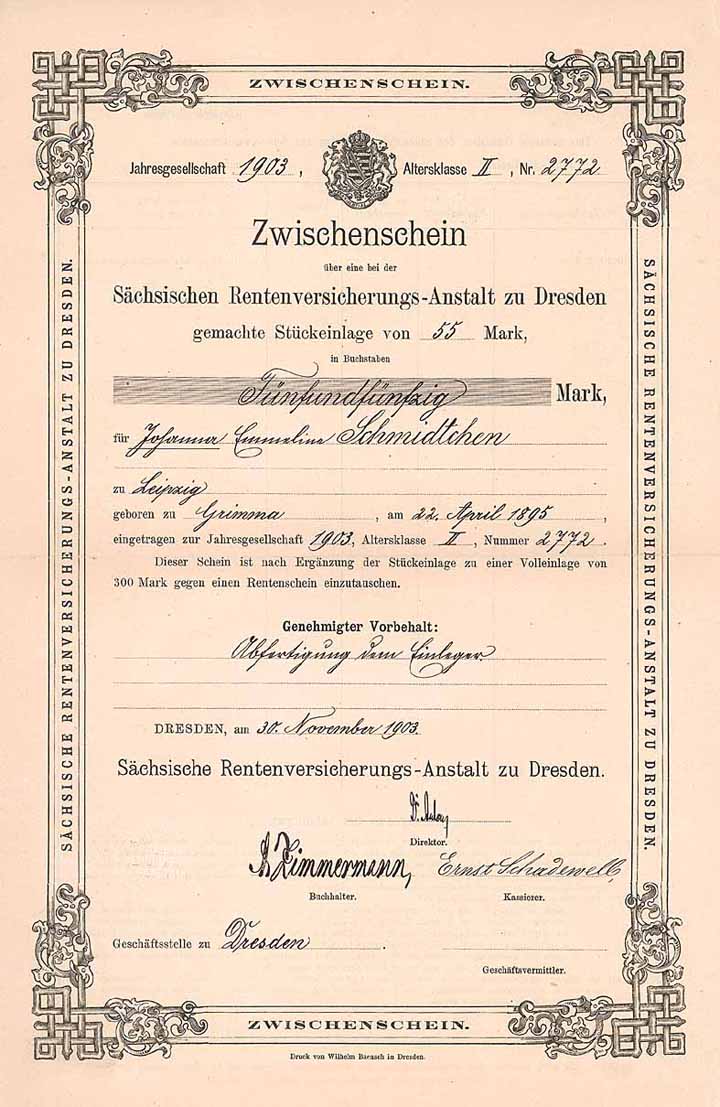 ZWISCHENSCHEIN.
Jahresgesellschaft 1903, Altersklasse II, Nr. 2772
Zwischenschein
über eine bei der
Sächsischen Rentenversicherungs-Anstalt zu Dresden
gemachte Stückeinlage von 55 Mark,
in Buchstaben
Fünfundfünfzig Mark,
für Johanna Emmeline Schmidtchen
zu Leipzig
geboren zu Grimma, am 22. April 1895,
eingetragen zur Jahresgesellschaft 1903, Altersklasse II, Nummer 2772.
Dieser Schein ist nach Ergänzung der Stückeinlage zu einer Volleinlage von
300 Mark gegen einen Rentenschein einzutauschen.
Genehmigter Vorbehalt:
Abfertigung dem Einleger.
DRESDEN, am 30. November 1903.
Sächsische Rentenversicherungs-Anstalt zu Dresden.
Dr.
Direktor.
Zimmermann, Ernst
Buchhalter. Kassierer.
Geschäftsstelle zu Dresden.
Geschäftsvermittler.
ZWISCHENSCHEIN.
Druck von Wilhelm Baensch in Dresden.
SÄCHSISCHE RENTENVERSICHERUNGS-ANSTALT ZU DRESDEN.
SÄCHSISCHE RENTENVERSICHERUNGS-ANSTALT ZU DRESDEN.